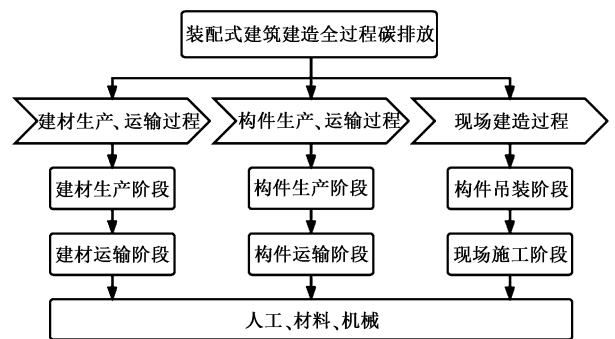 装配式建筑建造全过程碳排放
建材生产、运输过程
构件生产、运输过程
现场建造过程
建材生产阶段
构件生产阶段
构件吊装阶段
建材运输阶段
构件运输阶段
现场施工阶段
人工、材料、机械